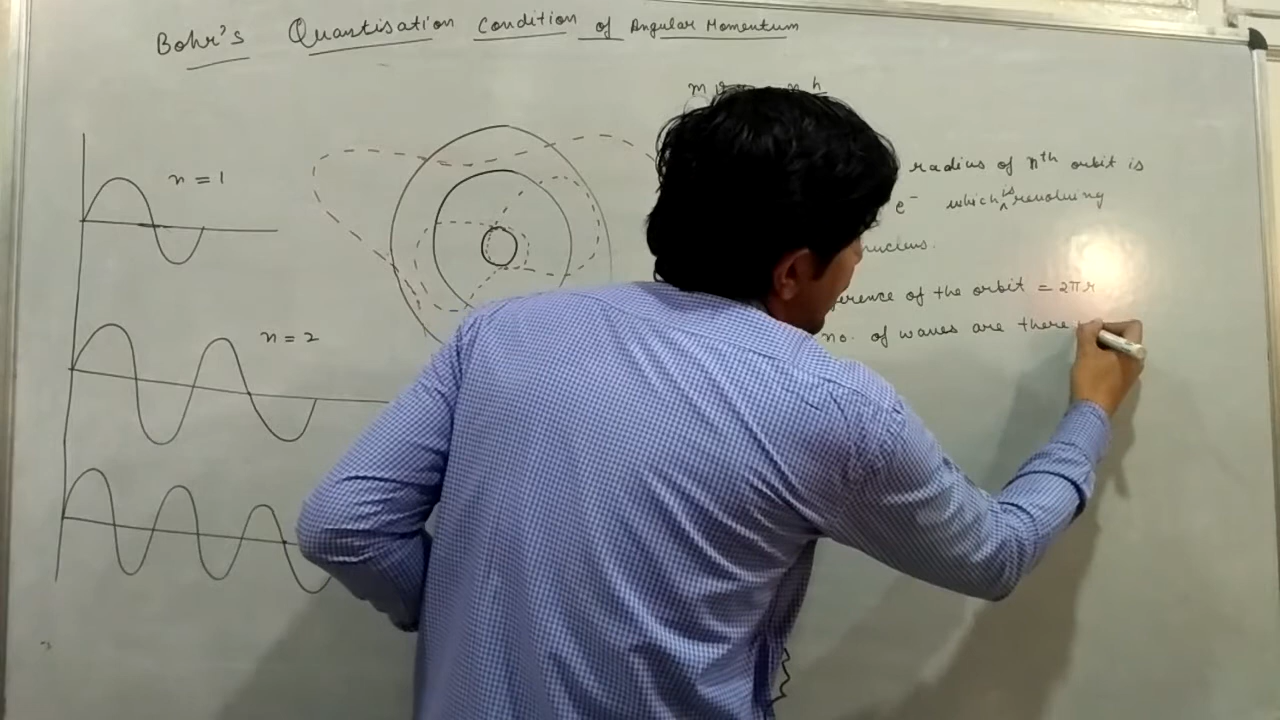 Bohr's Quantisation Condition of Angular Momentum
m h
n = 1
radius of nth orbit is
e⁻ which is revolving
nucleus.
erence of the orbit = 2πr
n = 2
no. of waves are there